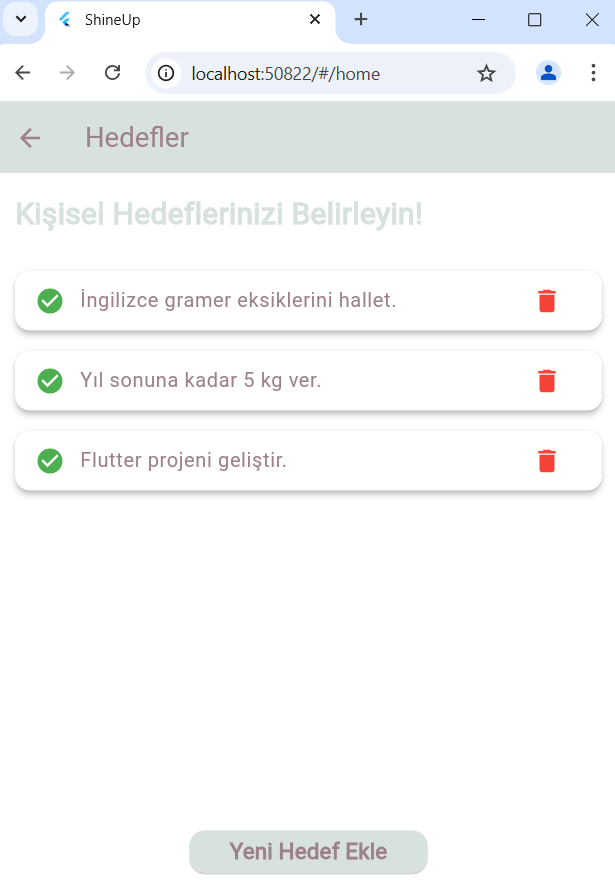 ShineUp
localhost:50822/#/home
Hedefler
Kişisel Hedeflerinizi Belirleyin!
İngilizce gramer eksiklerini hallet.
Yıl sonuna kadar 5 kg ver.
Flutter projeni geliştir.
Yeni Hedef Ekle